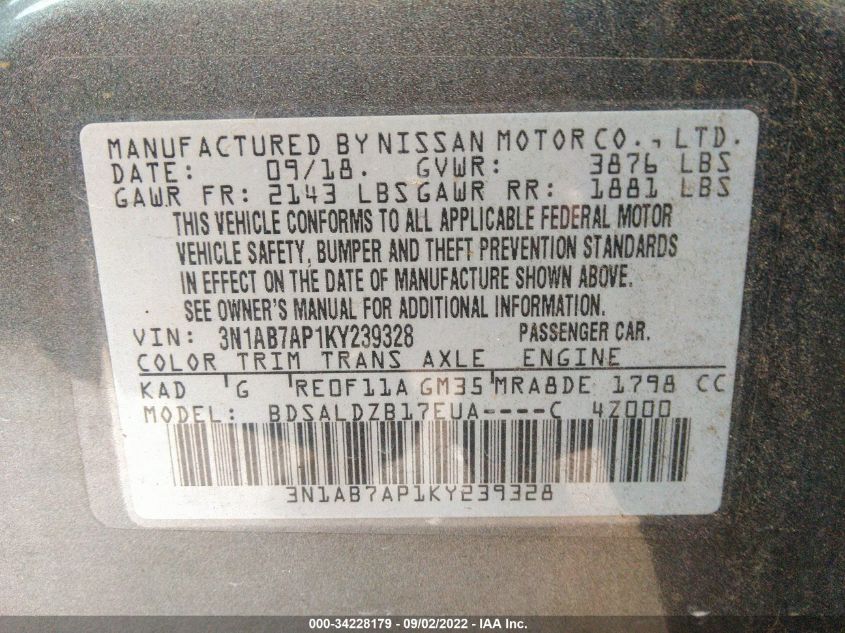 MANUFACTURED BY NISSAN MOTOR CO., LTD.
DATE: 09/18. GVWR: 3876 LBS
GAWR FR: 2143 LBS GAWR RR: 1881 LBS
THIS VEHICLE CONFORMS TO ALL APPLICABLE FEDERAL MOTOR
VEHICLE SAFETY, BUMPER AND THEFT PREVENTION STANDARDS
IN EFFECT ON THE DATE OF MANUFACTURE SHOWN ABOVE.
SEE OWNER'S MANUAL FOR ADDITIONAL INFORMATION.
VIN: 3N1AB7AP1KY239328 PASSENGER CAR.
COLOR TRIM TRANS AXLE ENGINE
KAD G RE0F11A GM35 MRA8DE 1798 CC
MODEL: BDSALDZB17EUA----C 4Z000
3N1AB7AP1KY239328
000-34228179 - 09/02/2022 - IAA Inc.